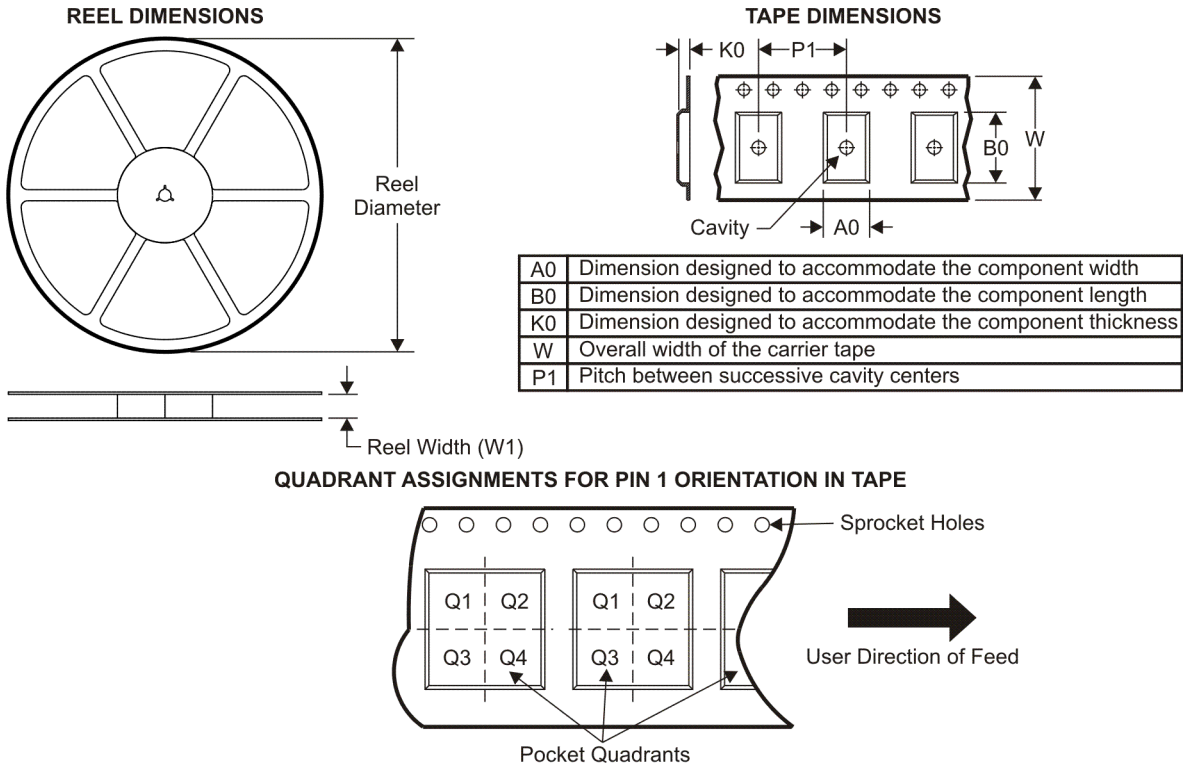 REEL DIMENSIONS
Reel
Diameter
Reel Width (W1)
TAPE DIMENSIONS
K0
P1
B0
W
Cavity
A0
A0 Dimension designed to accommodate the component width
B0 Dimension designed to accommodate the component length
K0 Dimension designed to accommodate the component thickness
W Overall width of the carrier tape
P1 Pitch between successive cavity centers
QUADRANT ASSIGNMENTS FOR PIN 1 ORIENTATION IN TAPE
Sprocket Holes
Q1 Q2 Q1 Q2
Q3 Q4 Q3 Q4
User Direction of Feed
Pocket Quadrants